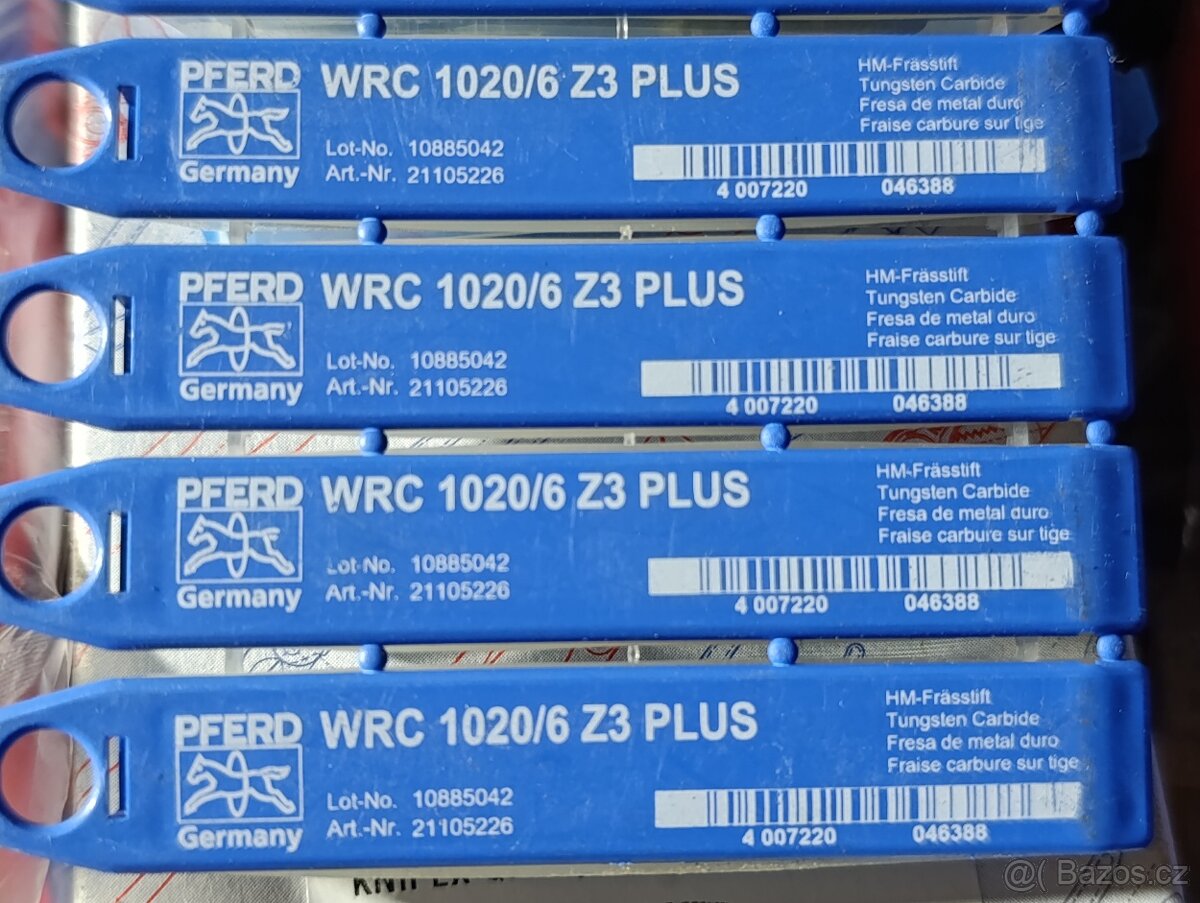 PFERD
Germany
WRC 1020/6 Z3 PLUS
Lot-No. 10885042
Art.-Nr. 21105226
HM-Frässtift
Tungsten Carbide
Fresa de metal duro
Fraise carbure sur tige
4 007220 046388
PFERD
Germany
WRC 1020/6 Z3 PLUS
Lot-No. 10885042
Art.-Nr. 21105226
HM-Frässtift
Tungsten Carbide
Fresa de metal duro
Fraise carbure sur tige
4 007220 046388
PFERD
Germany
WRC 1020/6 Z3 PLUS
Lot-No. 10885042
Art.-Nr. 21105226
HM-Frässtift
Tungsten Carbide
Fresa de metal duro
Fraise carbure sur tige
4 007220 046388
PFERD
Germany
WRC 1020/6 Z3 PLUS
Lot-No. 10885042
Art.-Nr. 21105226
HM-Frässtift
Tungsten Carbide
Fresa de metal duro
Fraise carbure sur tige
4 007220 046388
KNIPEX
@( Bazos.cz